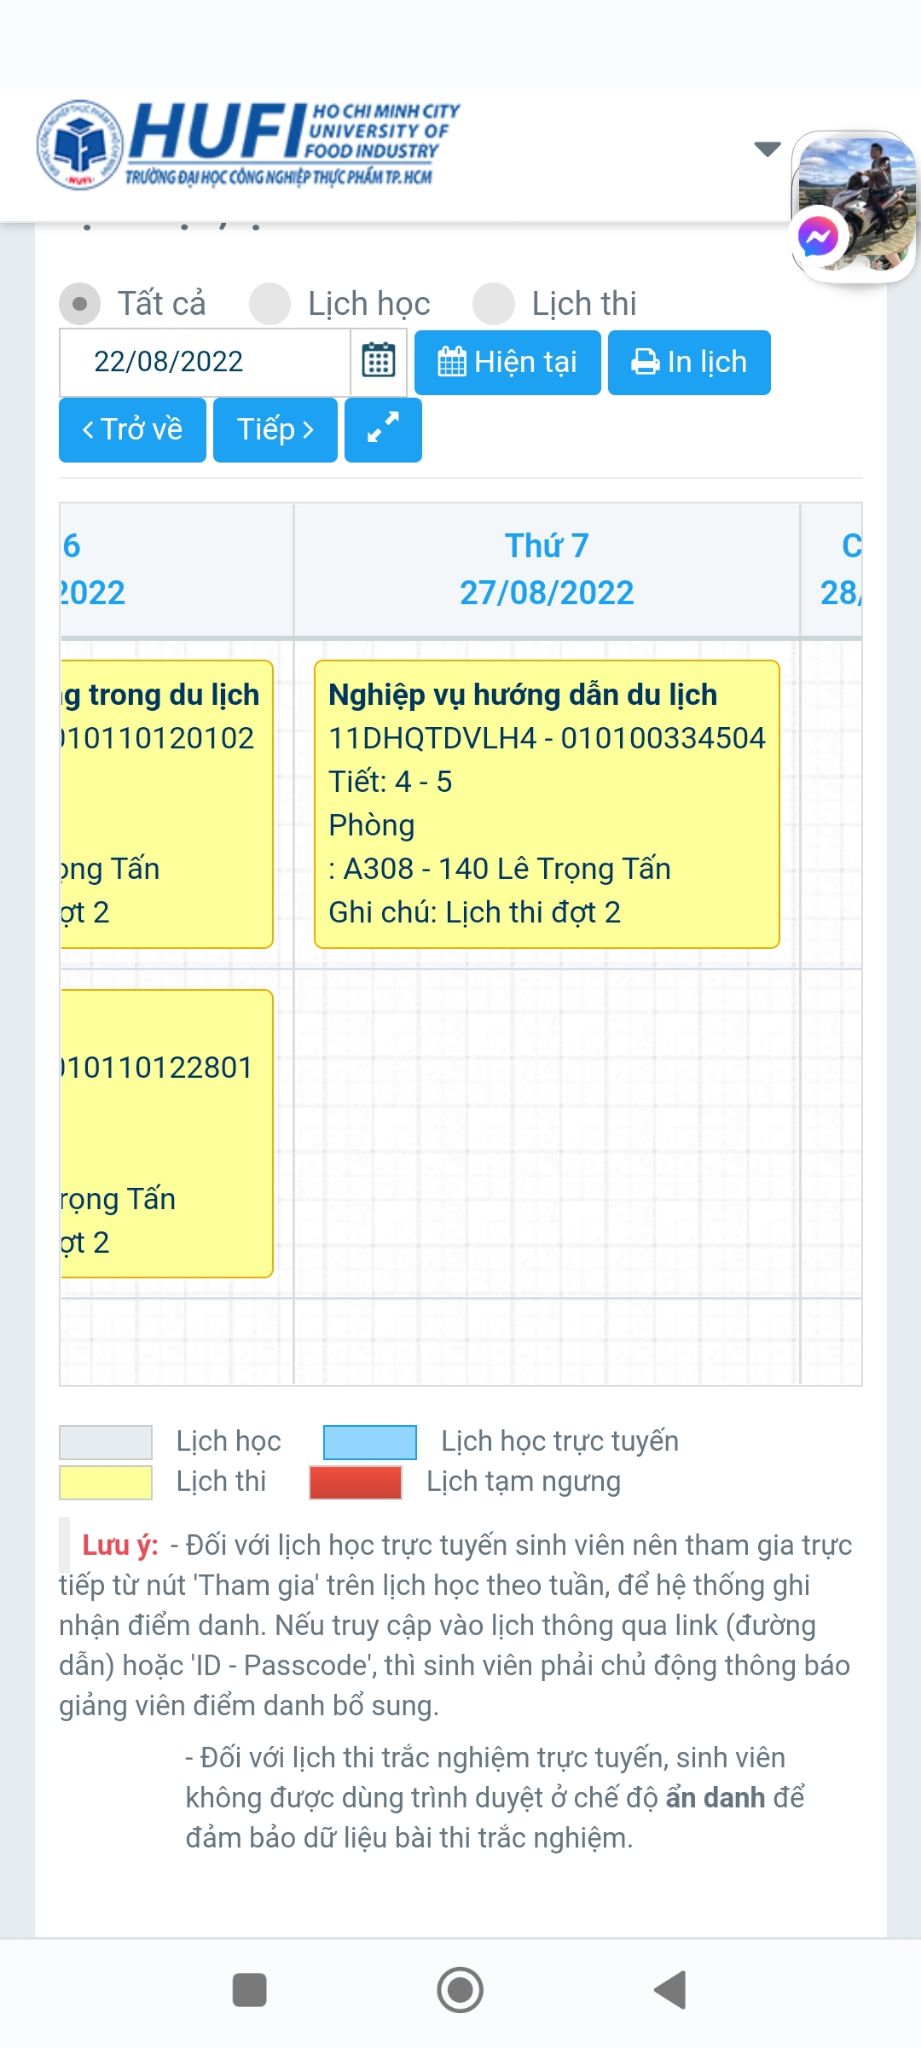 HUFI HO CHI MINH CITY
UNIVERSITY OF
FOOD INDUSTRY
TRƯỜNG ĐẠI HỌC CÔNG NGHIỆP THỰC PHẨM TP. HCM
Tất cả Lịch học Lịch thi
22/08/2022 Hiện tại In lịch
Trở về Tiếp
6 Thứ 7 C
2022 27/08/2022 28/
g trong du lịch
010110120102
ọng Tấn
ợt 2
Nghiệp vụ hướng dẫn du lịch
11DHQTDVLH4 - 010100334504
Tiết: 4 - 5
Phòng
: A308 - 140 Lê Trọng Tấn
Ghi chú: Lịch thi đợt 2
010110122801
rọng Tấn
ợt 2
Lịch học Lịch học trực tuyến
Lịch thi Lịch tạm ngưng
Lưu ý: - Đối với lịch học trực tuyến sinh viên nên tham gia trực
tiếp từ nút 'Tham gia' trên lịch học theo tuần, để hệ thống ghi
nhận điểm danh. Nếu truy cập vào lịch thông qua link (đường
dẫn) hoặc 'ID - Passcode', thì sinh viên phải chủ động thông báo
giảng viên điểm danh bổ sung.
- Đối với lịch thi trắc nghiệm trực tuyến, sinh viên
không được dùng trình duyệt ở chế độ ẩn danh để
đảm bảo dữ liệu bài thi trắc nghiệm.